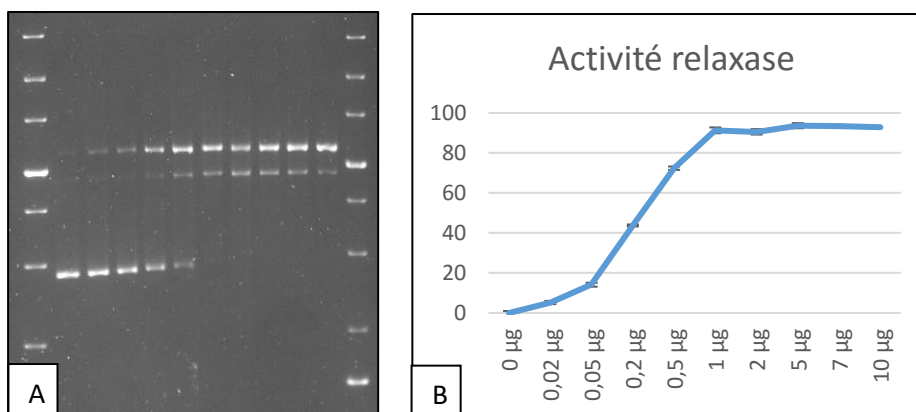 A
Activité relaxase
100
80
60
40
20
0
0 µg
0,02 µg
0,05 µg
0,2 µg
0,5 µg
1 µg
2 µg
5 µg
7 µg
10 µg
B